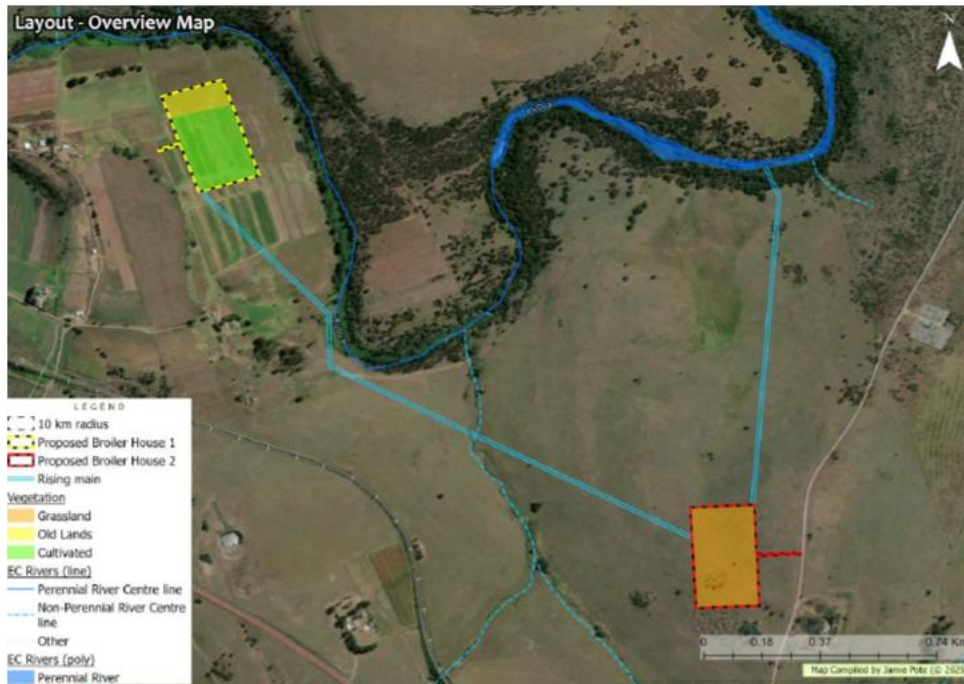 Layout - Overview Map
N
LEGEND
10 km radius
Proposed Broiler House 1
Proposed Broiler House 2
Rising main
Vegetation
Grassland
Old Lands
Cultivated
EC Rivers (line)
Perennial River Centre line
Non-Perennial River Centre
line
Other
EC Rivers (poly)
Perennial River
0 0.18 0.37 0.74 Km
Map Compiled by Jamie Pote (© 2025